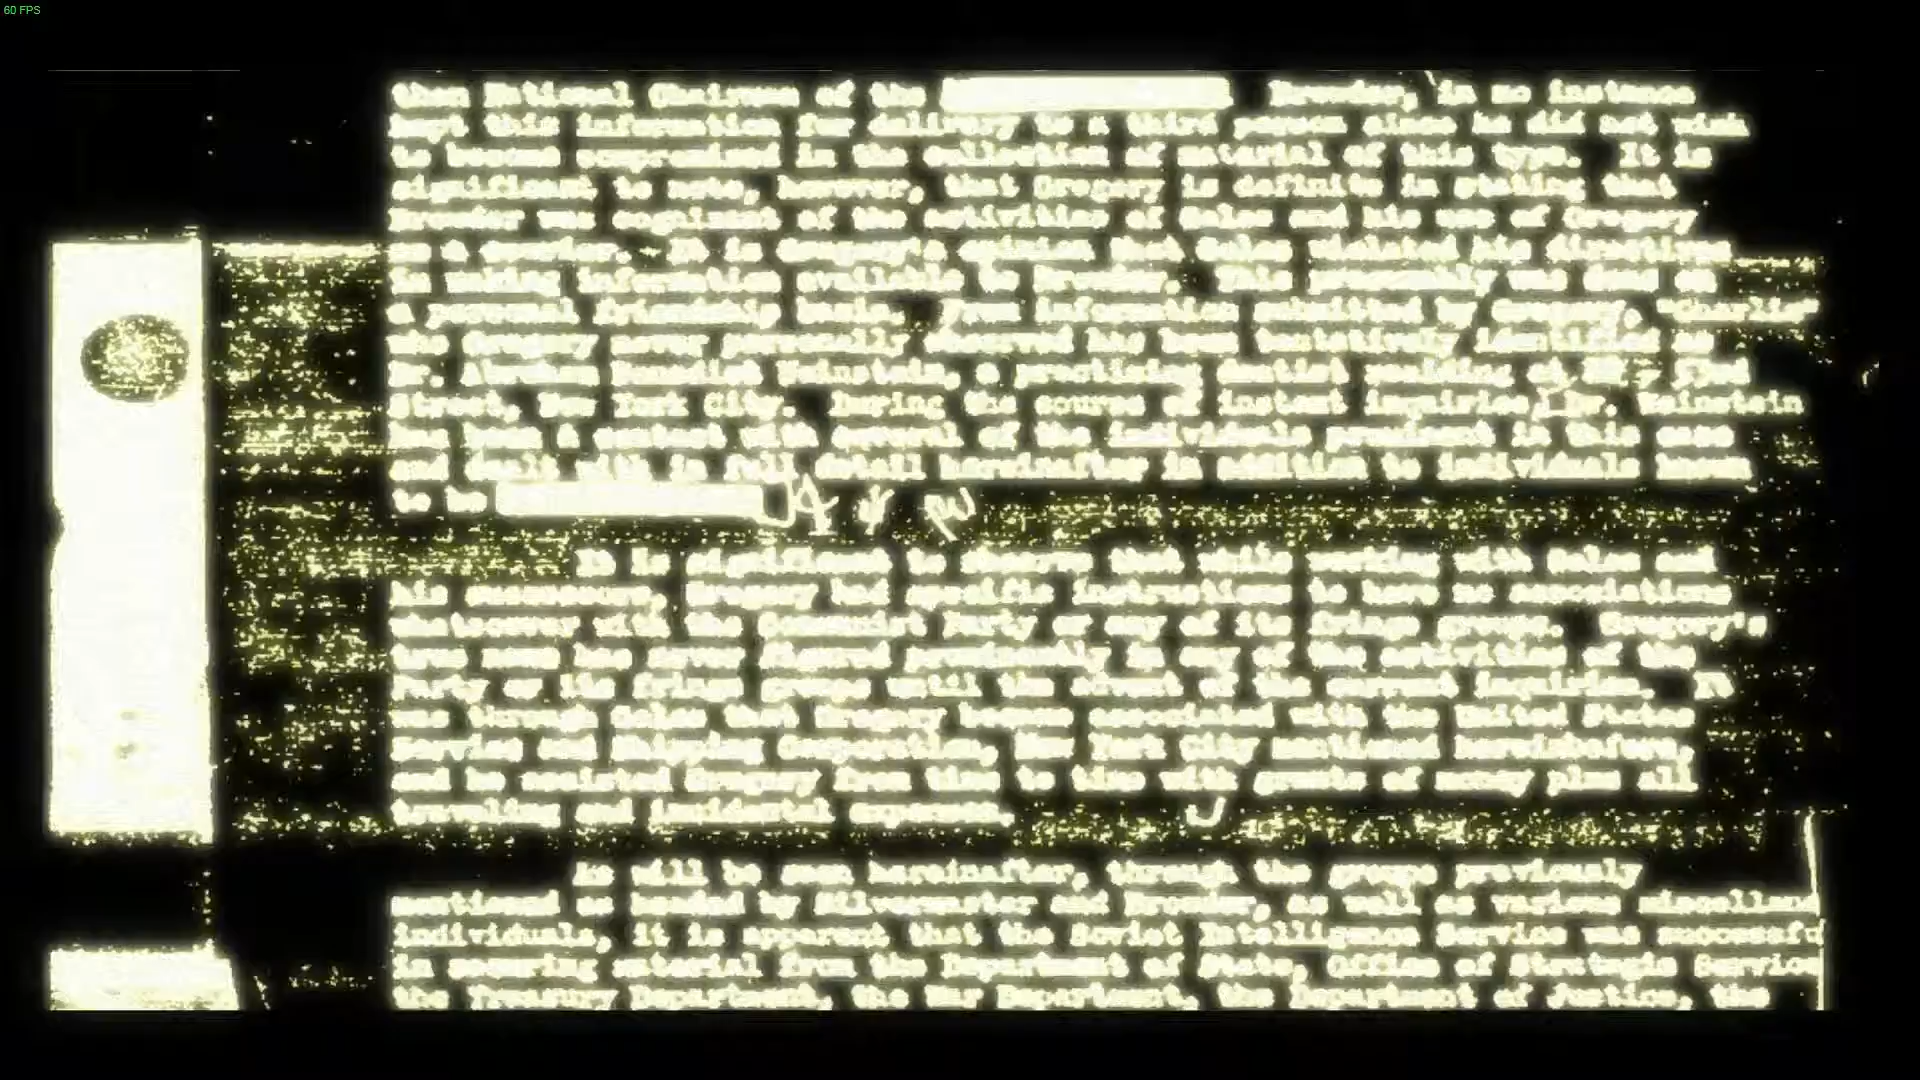 60 FPS
then National Chairman of the Browder, in no instance
kept this information for delivery to a third person since he did not wish
to become compromised in the collection of material of this type. It is
significant to note, however, that Gregory is definite in stating that
Browder was cognizant of the activities of Golos and his use of Gregory
as a courier. It is Gregory's opinion that Golos violated his directions
in making information available to Browder. This presumably was done on
a personal friendship basis. From information submitted by Gregory, "Charlie"
who Gregory never personally observed has been tentatively identified as
Dr. Abraham Benedict Weinstein, a practising dentist residing at
Street, New York City. During the course of instant inquiries, Dr. Weinstein
has been a contact with several of the individuals prominent in this case
and dealt with in full detail hereinafter in addition to individuals known
to be
It is significant to observe that while working with Golos and
his successors, Gregory had specific instructions to have no associations
whatsoever with the Communist Party or any of its fringe groups. Gregory's
name has never figured prominently in any of the activities of the
Party or its fringe groups until the advent of the current inquiries. It
was through Golos that Gregory became associated with the United States
Service and Shipping Corporation, New York City mentioned hereinbefore,
and he assisted Gregory from time to time with grants of money plus all
traveling and incidental expenses.
As will be seen hereinafter, through the groups previously
mentioned as headed by Silvermaster and Browder, as well as various miscellane
individuals, it is apparent that the Soviet Intelligence Service was successfu
in securing material from the Department of State, Office of Strategic Service
the Treasury Department, the War Department, the Department of Justice, the